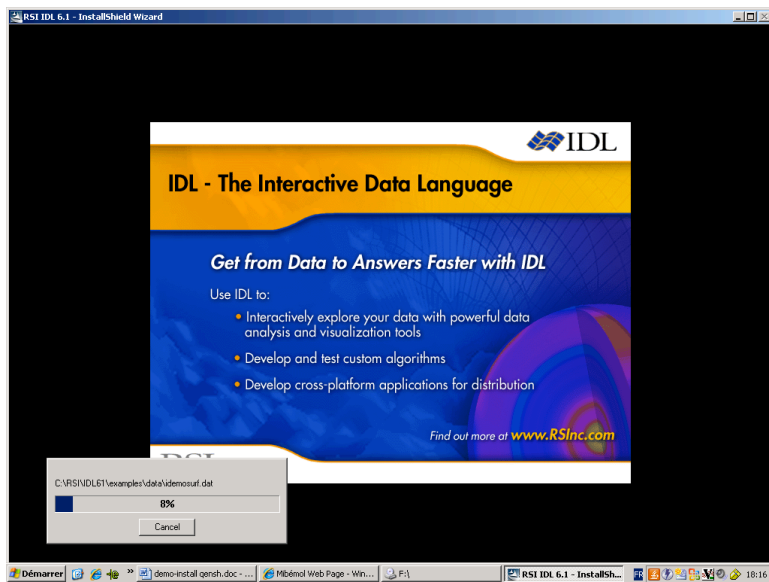 RSI IDL 6.1 - InstallShield Wizard
IDL
IDL - The Interactive Data Language
Get from Data to Answers Faster with IDL
Use IDL to:
• Interactively explore your data with powerful data
analysis and visualization tools
• Develop and test custom algorithms
• Develop cross-platform applications for distribution
Find out more at www.RSInc.com
C:\RSI\IDL61\examples\data\idemosurf.dat
8%
Cancel
Démarrer » demo-install qensh.doc - ... Mibémol Web Page - Win... F:\ RSI IDL 6.1 - InstallSh... FR 18:16